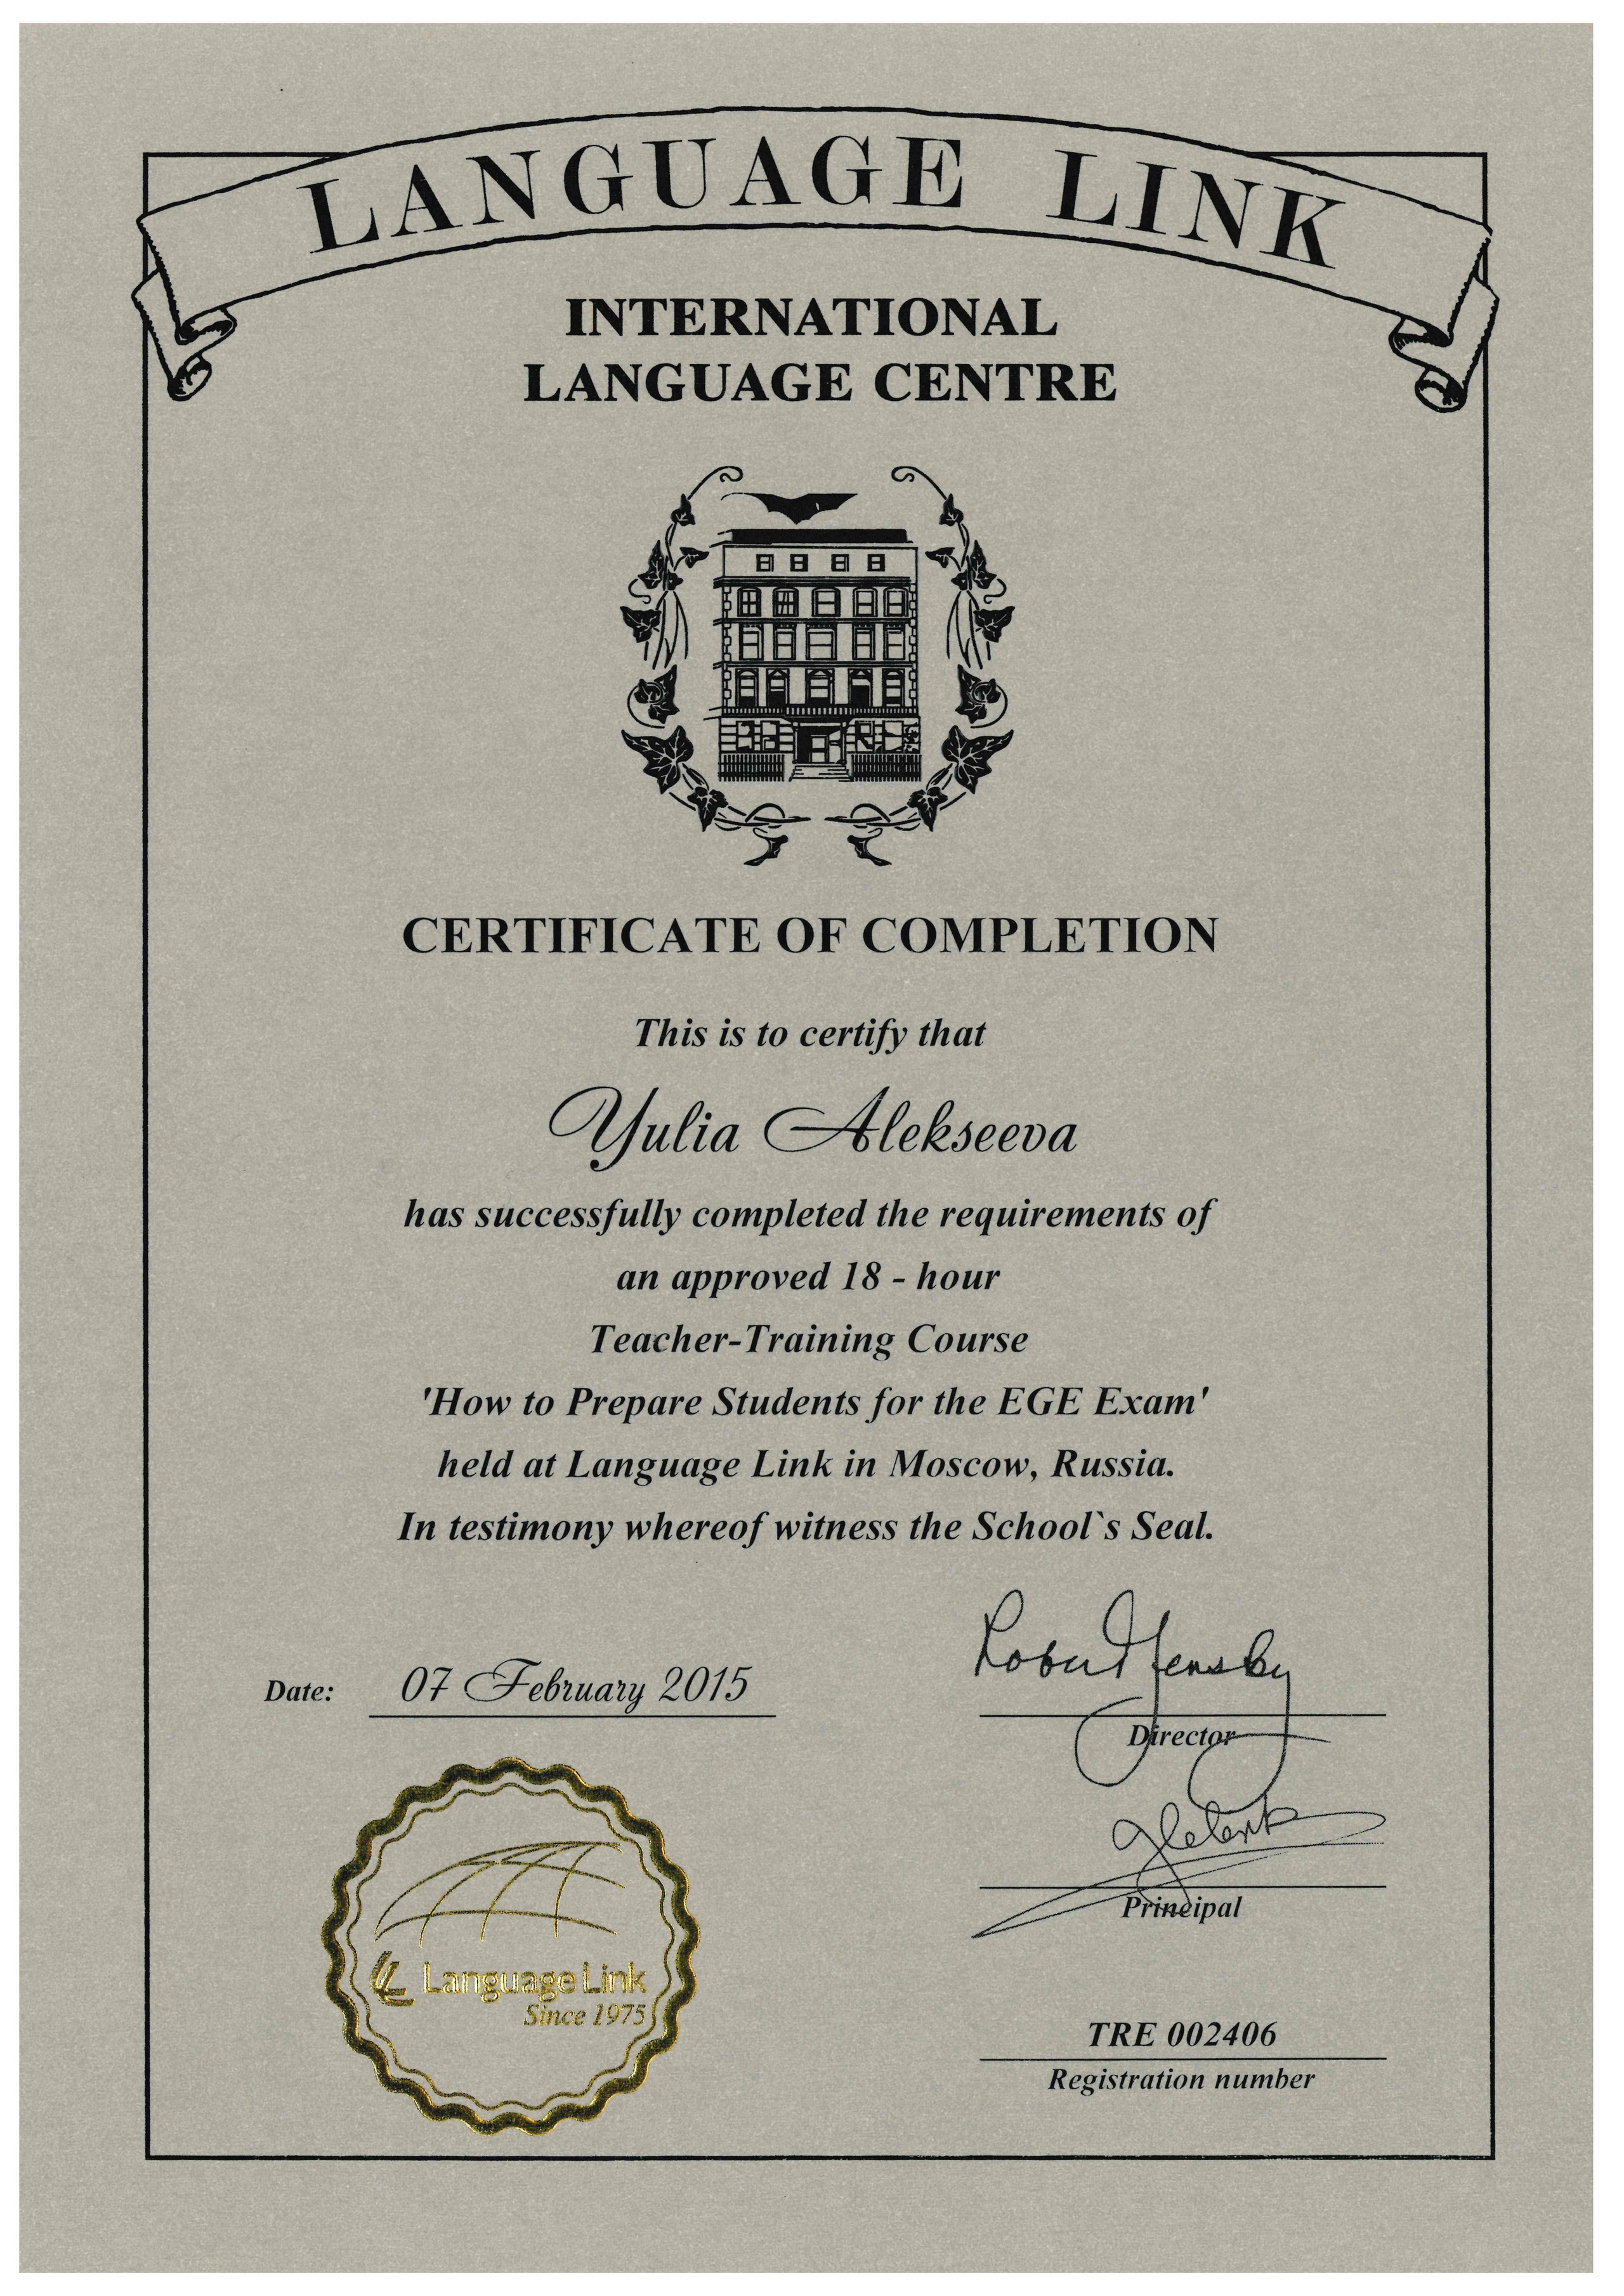 LANGUAGE LINK
INTERNATIONAL
LANGUAGE CENTRE
CERTIFICATE OF COMPLETION
This is to certify that
Yulia Alekseeva
has successfully completed the requirements of
an approved 18 - hour
Teacher-Training Course
'How to Prepare Students for the EGE Exam'
held at Language Link in Moscow, Russia.
In testimony whereof witness the School`s Seal.
Date: 07 February 2015
Director
Principal
LL Language Link
Since 1975
TRE 002406
Registration number